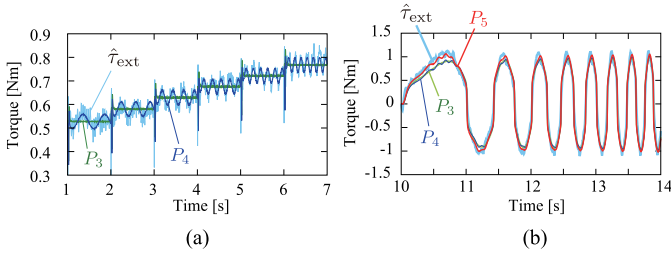 0.9
0.8
0.7
0.6
0.5
0.4
0.3
Torque [Nm]
τ̂ext
P3
P4
1 2 3 4 5 6 7
Time [s]
(a)
1.5
1
0.5
0
-0.5
-1
-1.5
Torque [Nm]
τ̂ext
P5
P3
P4
10 11 12 13 14
Time [s]
(b)